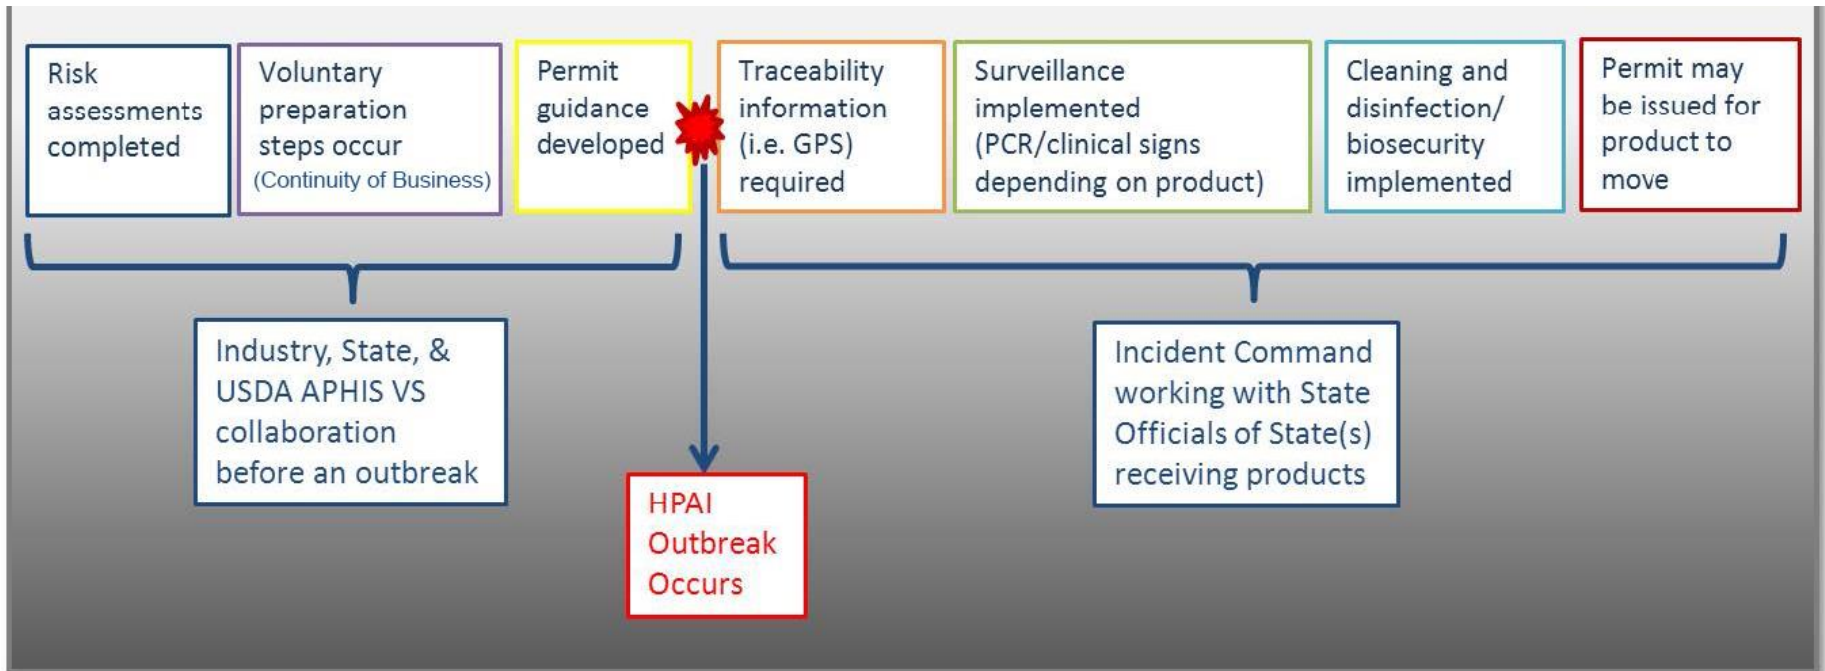 Risk
assessments
completed
Voluntary
preparation
steps occur
(Continuity of Business)
Permit
guidance
developed
Traceability
information
(i.e. GPS)
required
Surveillance
implemented
(PCR/clinical signs
depending on product)
Cleaning and
disinfection/
biosecurity
implemented
Permit may
be issued for
product to
move
Industry, State, &
USDA APHIS VS
collaboration
before an outbreak
HPAI
Outbreak
Occurs
Incident Command
working with State
Officials of State(s)
receiving products